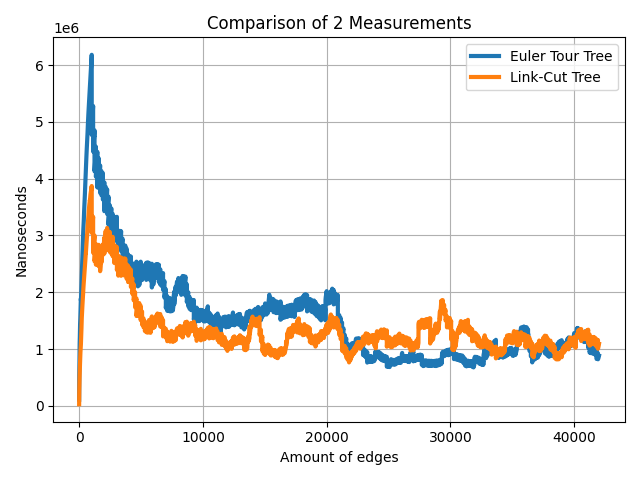 Comparison of 2 Measurements
1e6
Euler Tour Tree
Link-Cut Tree
6
5
4
3
2
1
0
Nanoseconds
0 10000 20000 30000 40000
Amount of edges